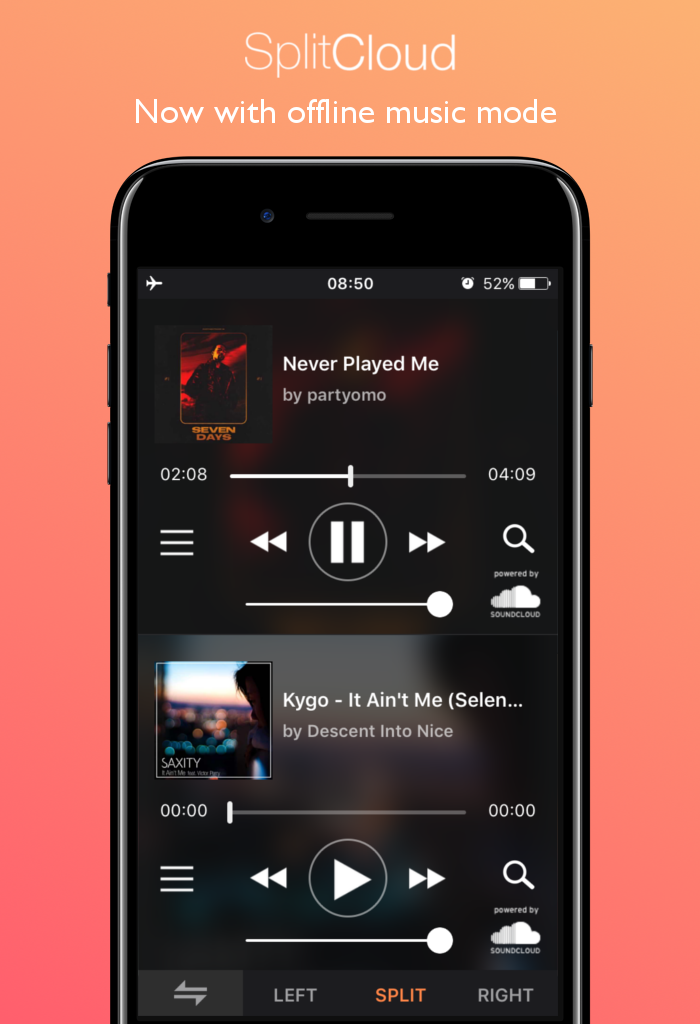 SplitCloud
Now with offline music mode
08:50
52%
Never Played Me
by partyomo
SEVEN
DAYS
02:08
04:09
powered by
SOUNDCLOUD
Kygo - It Ain't Me (Selen...
by Descent Into Nice
SAXITY
It Ain't Me feat. Victor Perry
00:00
00:00
powered by
SOUNDCLOUD
LEFT
SPLIT
RIGHT